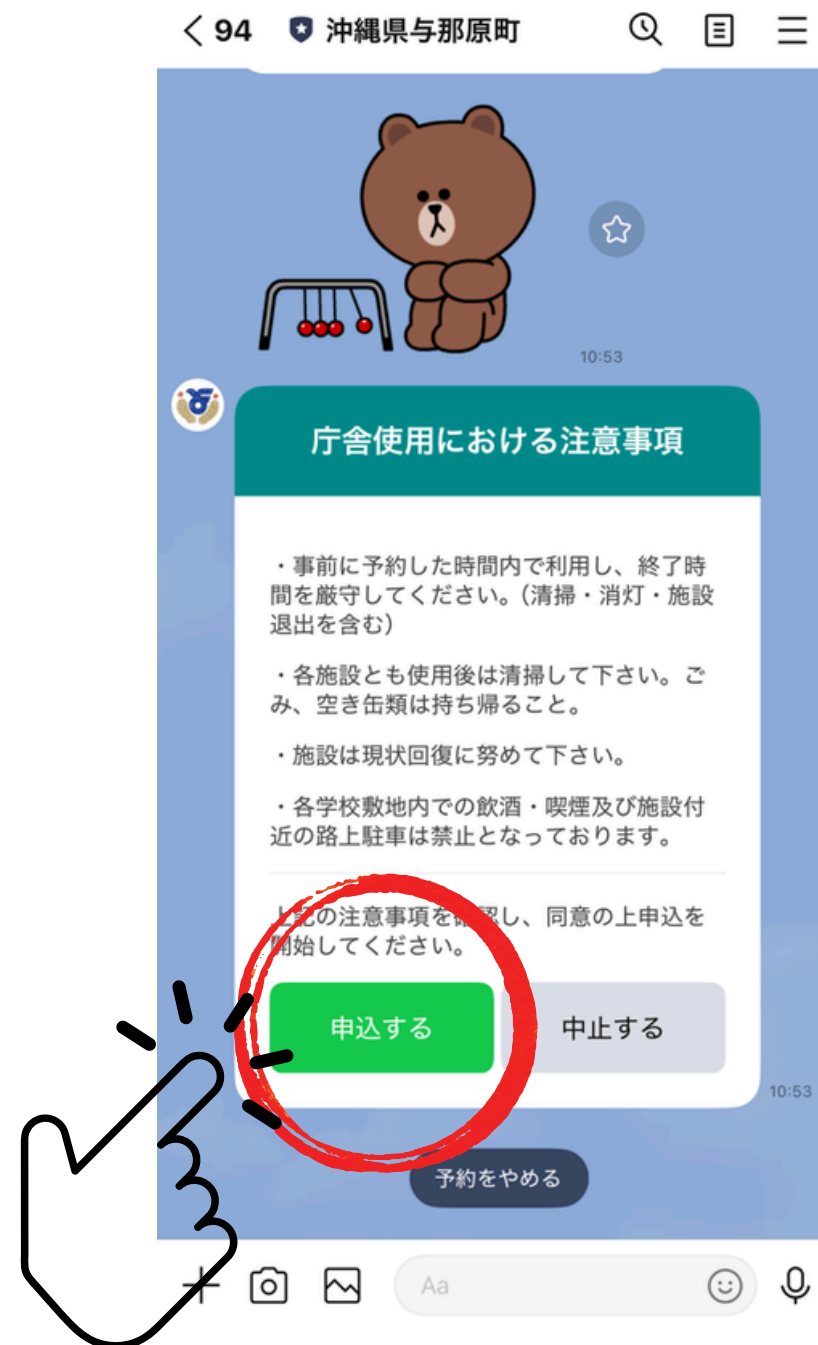 94 沖縄県与那原町
10:53
庁舎使用における注意事項
・事前に予約した時間内で利用し、終了時
間を厳守してください。（清掃・消灯・施設
退出を含む）
・各施設とも使用後は清掃して下さい。ご
み、空き缶類は持ち帰ること。
・施設は現状回復に努めて下さい。
・各学校敷地内での飲酒・喫煙及び施設付
近の路上駐車は禁止となっております。
上記の注意事項を確認し、同意の上申込を
開始してください。
申込する 中止する
10:53
予約をやめる
Aa